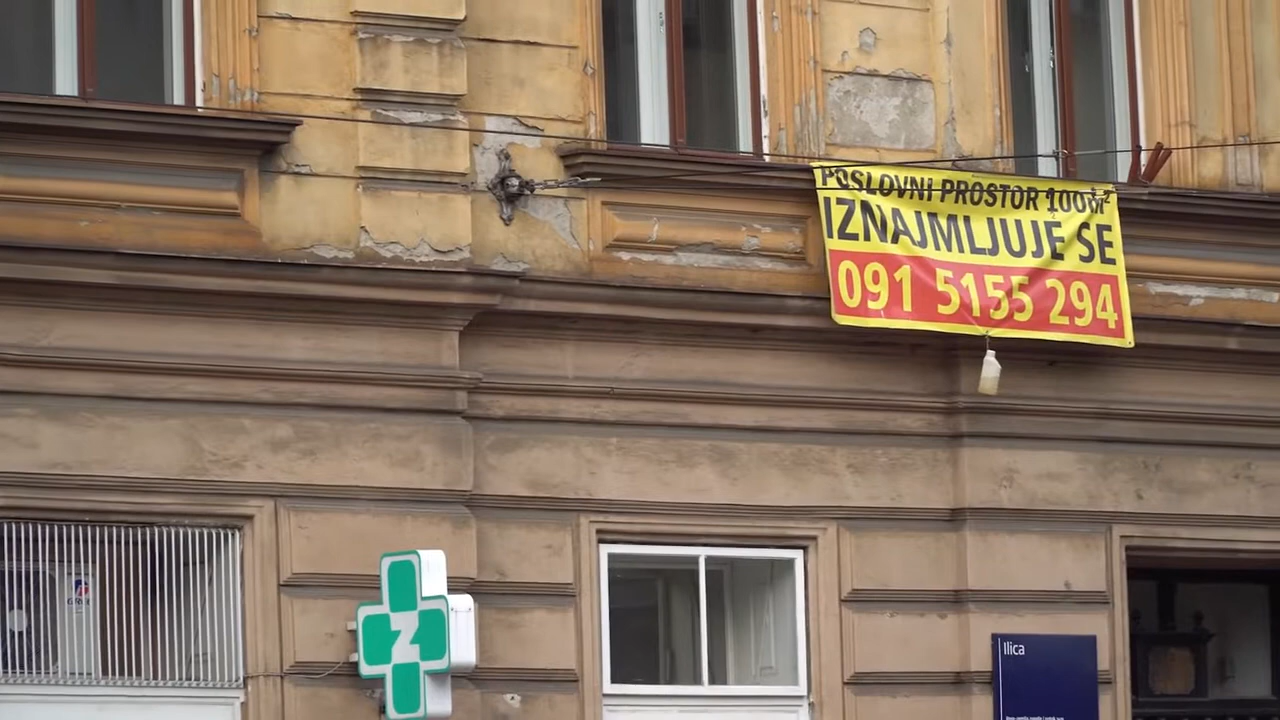 POSLOVNI PROSTOR 100m²
IZNAJMLJUJE SE
091 5155 294
Z
Ilica